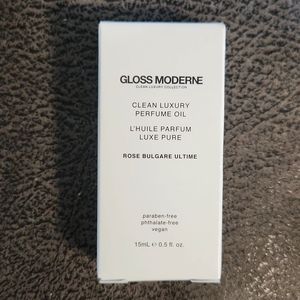 GLOSS MODERNE
CLEAN LUXURY COLLECTION
CLEAN LUXURY
PERFUME OIL
L'HUILE PARFUM
LUXE PURE
ROSE BULGARE ULTIME
paraben-free
phthalate-free
vegan
15mL ℮ 0.5 fl. oz.